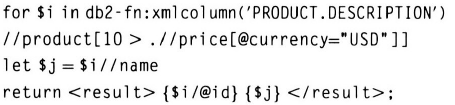 for $i in db2-fn:xmlcolumn('PRODUCT.DESCRIPTION')
//product[10 > .//price[@currency="USD"]]
let $j = $i//name
return <result> {$i/@id} {$j} </result>;